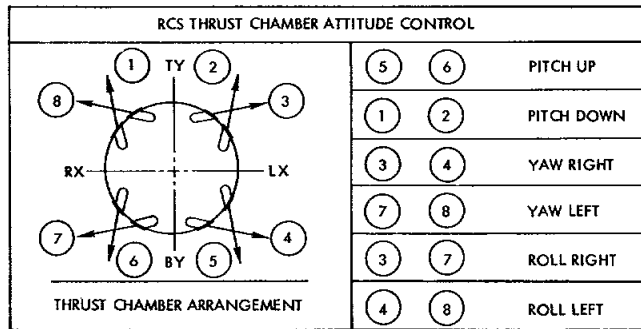 RCS THRUST CHAMBER ATTITUDE CONTROL
1 TY 2
8 3
RX LX
7 4
6 BY 5
THRUST CHAMBER ARRANGEMENT
5 6 PITCH UP
1 2 PITCH DOWN
3 4 YAW RIGHT
7 8 YAW LEFT
3 7 ROLL RIGHT
4 8 ROLL LEFT